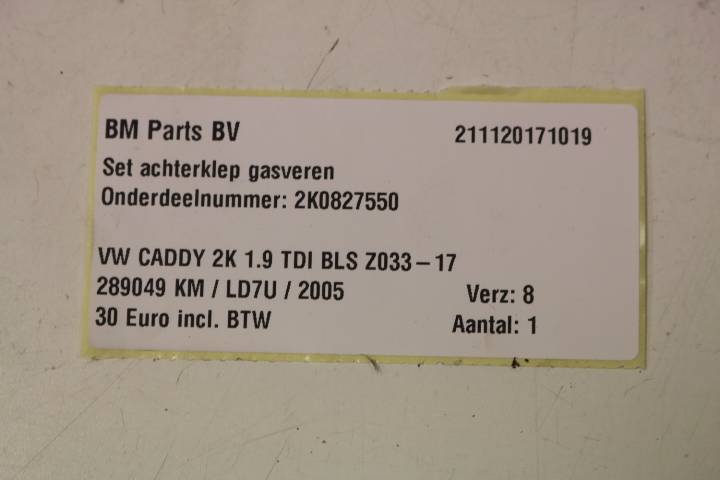 BM Parts BV 211120171019
Set achterklep gasveren
Onderdeelnummer: 2K0827550
VW CADDY 2K 1.9 TDI BLS Z033-17
289049 KM / LD7U / 2005 Verz: 8
30 Euro incl. BTW Aantal: 1